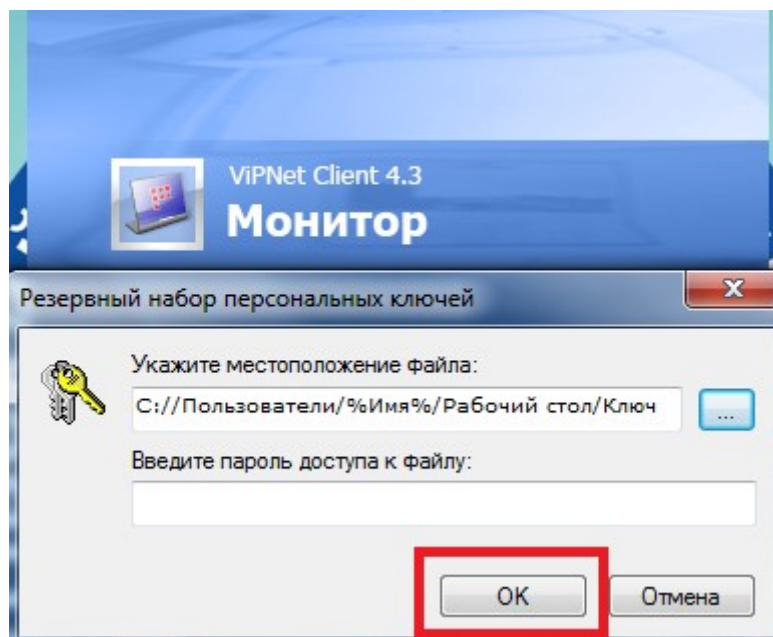 ViPNet Client 4.3
Монитор
Резервный набор персональных ключей
Укажите местоположение файла:
C://Пользователи/%Имя%/Рабочий стол/Ключ
...
Введите пароль доступа к файлу:
OK
Отмена